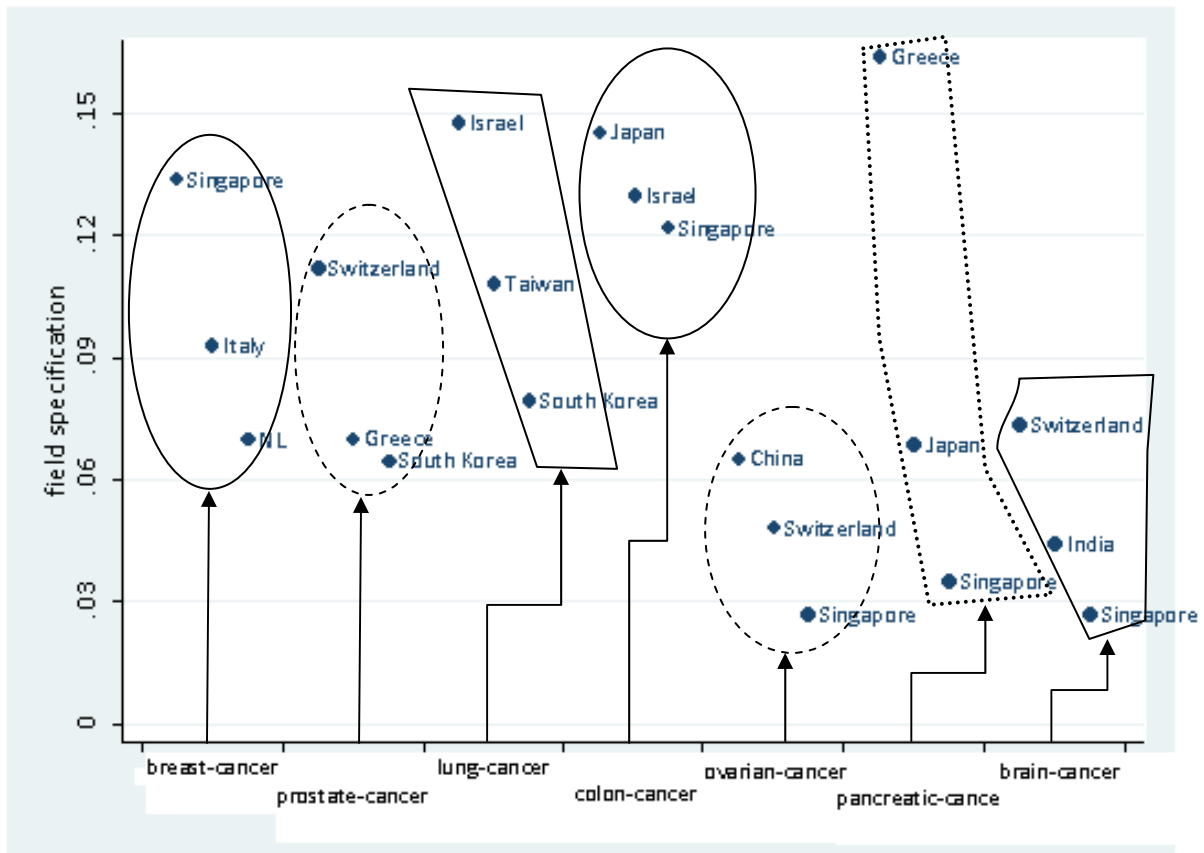 field specification
.15
.12
.09
.06
.03
0
Singapore
Italy
NL
Switzerland
Greece
South Korea
Israel
Taiwan
South Korea
Japan
Israel
Singapore
China
Switzerland
Singapore
Greece
Japan
Singapore
Switzerland
India
Singapore
breast-cancer
prostate-cancer
lung-cancer
colon-cancer
ovarian-cancer
pancreatic-cance
brain-cancer